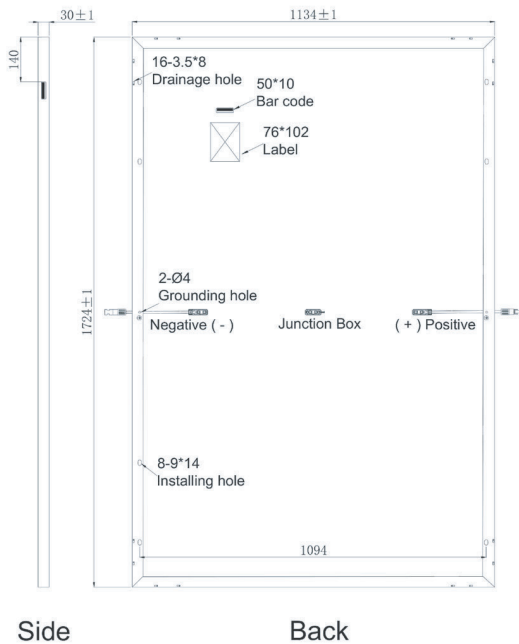 30±1
1134±1
140
16-3.5*8
Drainage hole
50*10
Bar code
76*102
Label
1724±1
2-Ø4
Grounding hole
Negative ( - )
Junction Box
( + ) Positive
8-9*14
Installing hole
1094
Side
Back